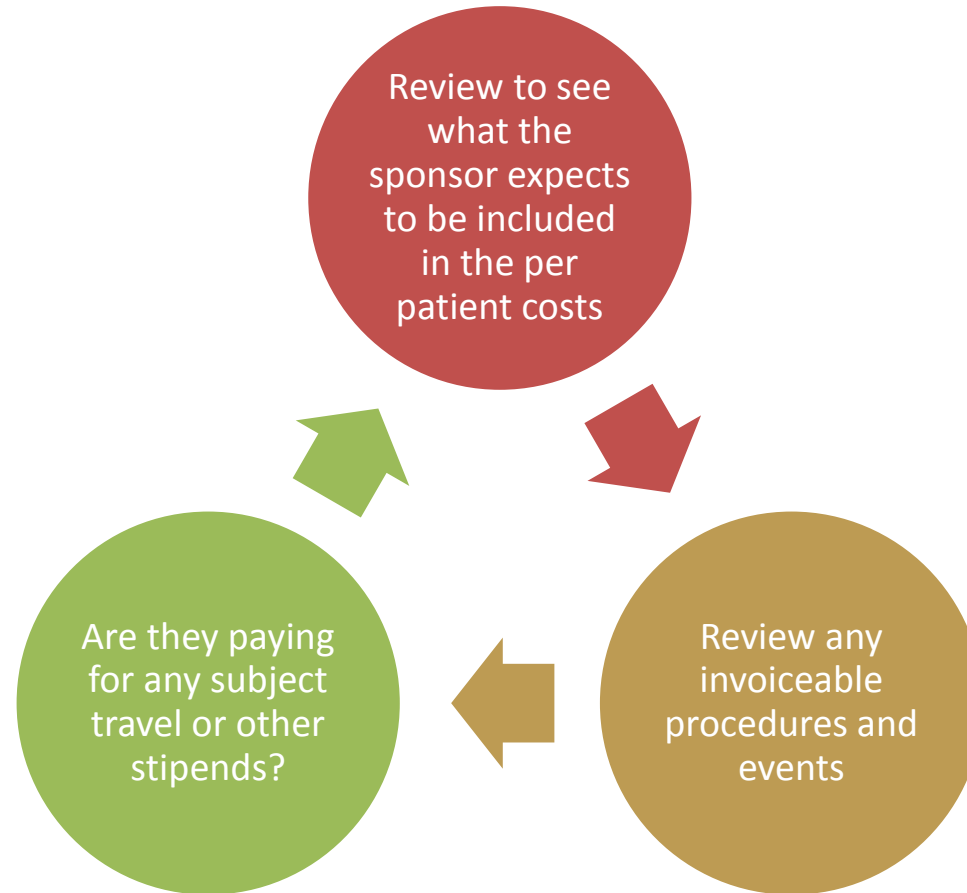 Review to see
what the
sponsor expects
to be included
in the per
patient costs
Review any
invoiceable
procedures and
events
Are they paying
for any subject
travel or other
stipends?